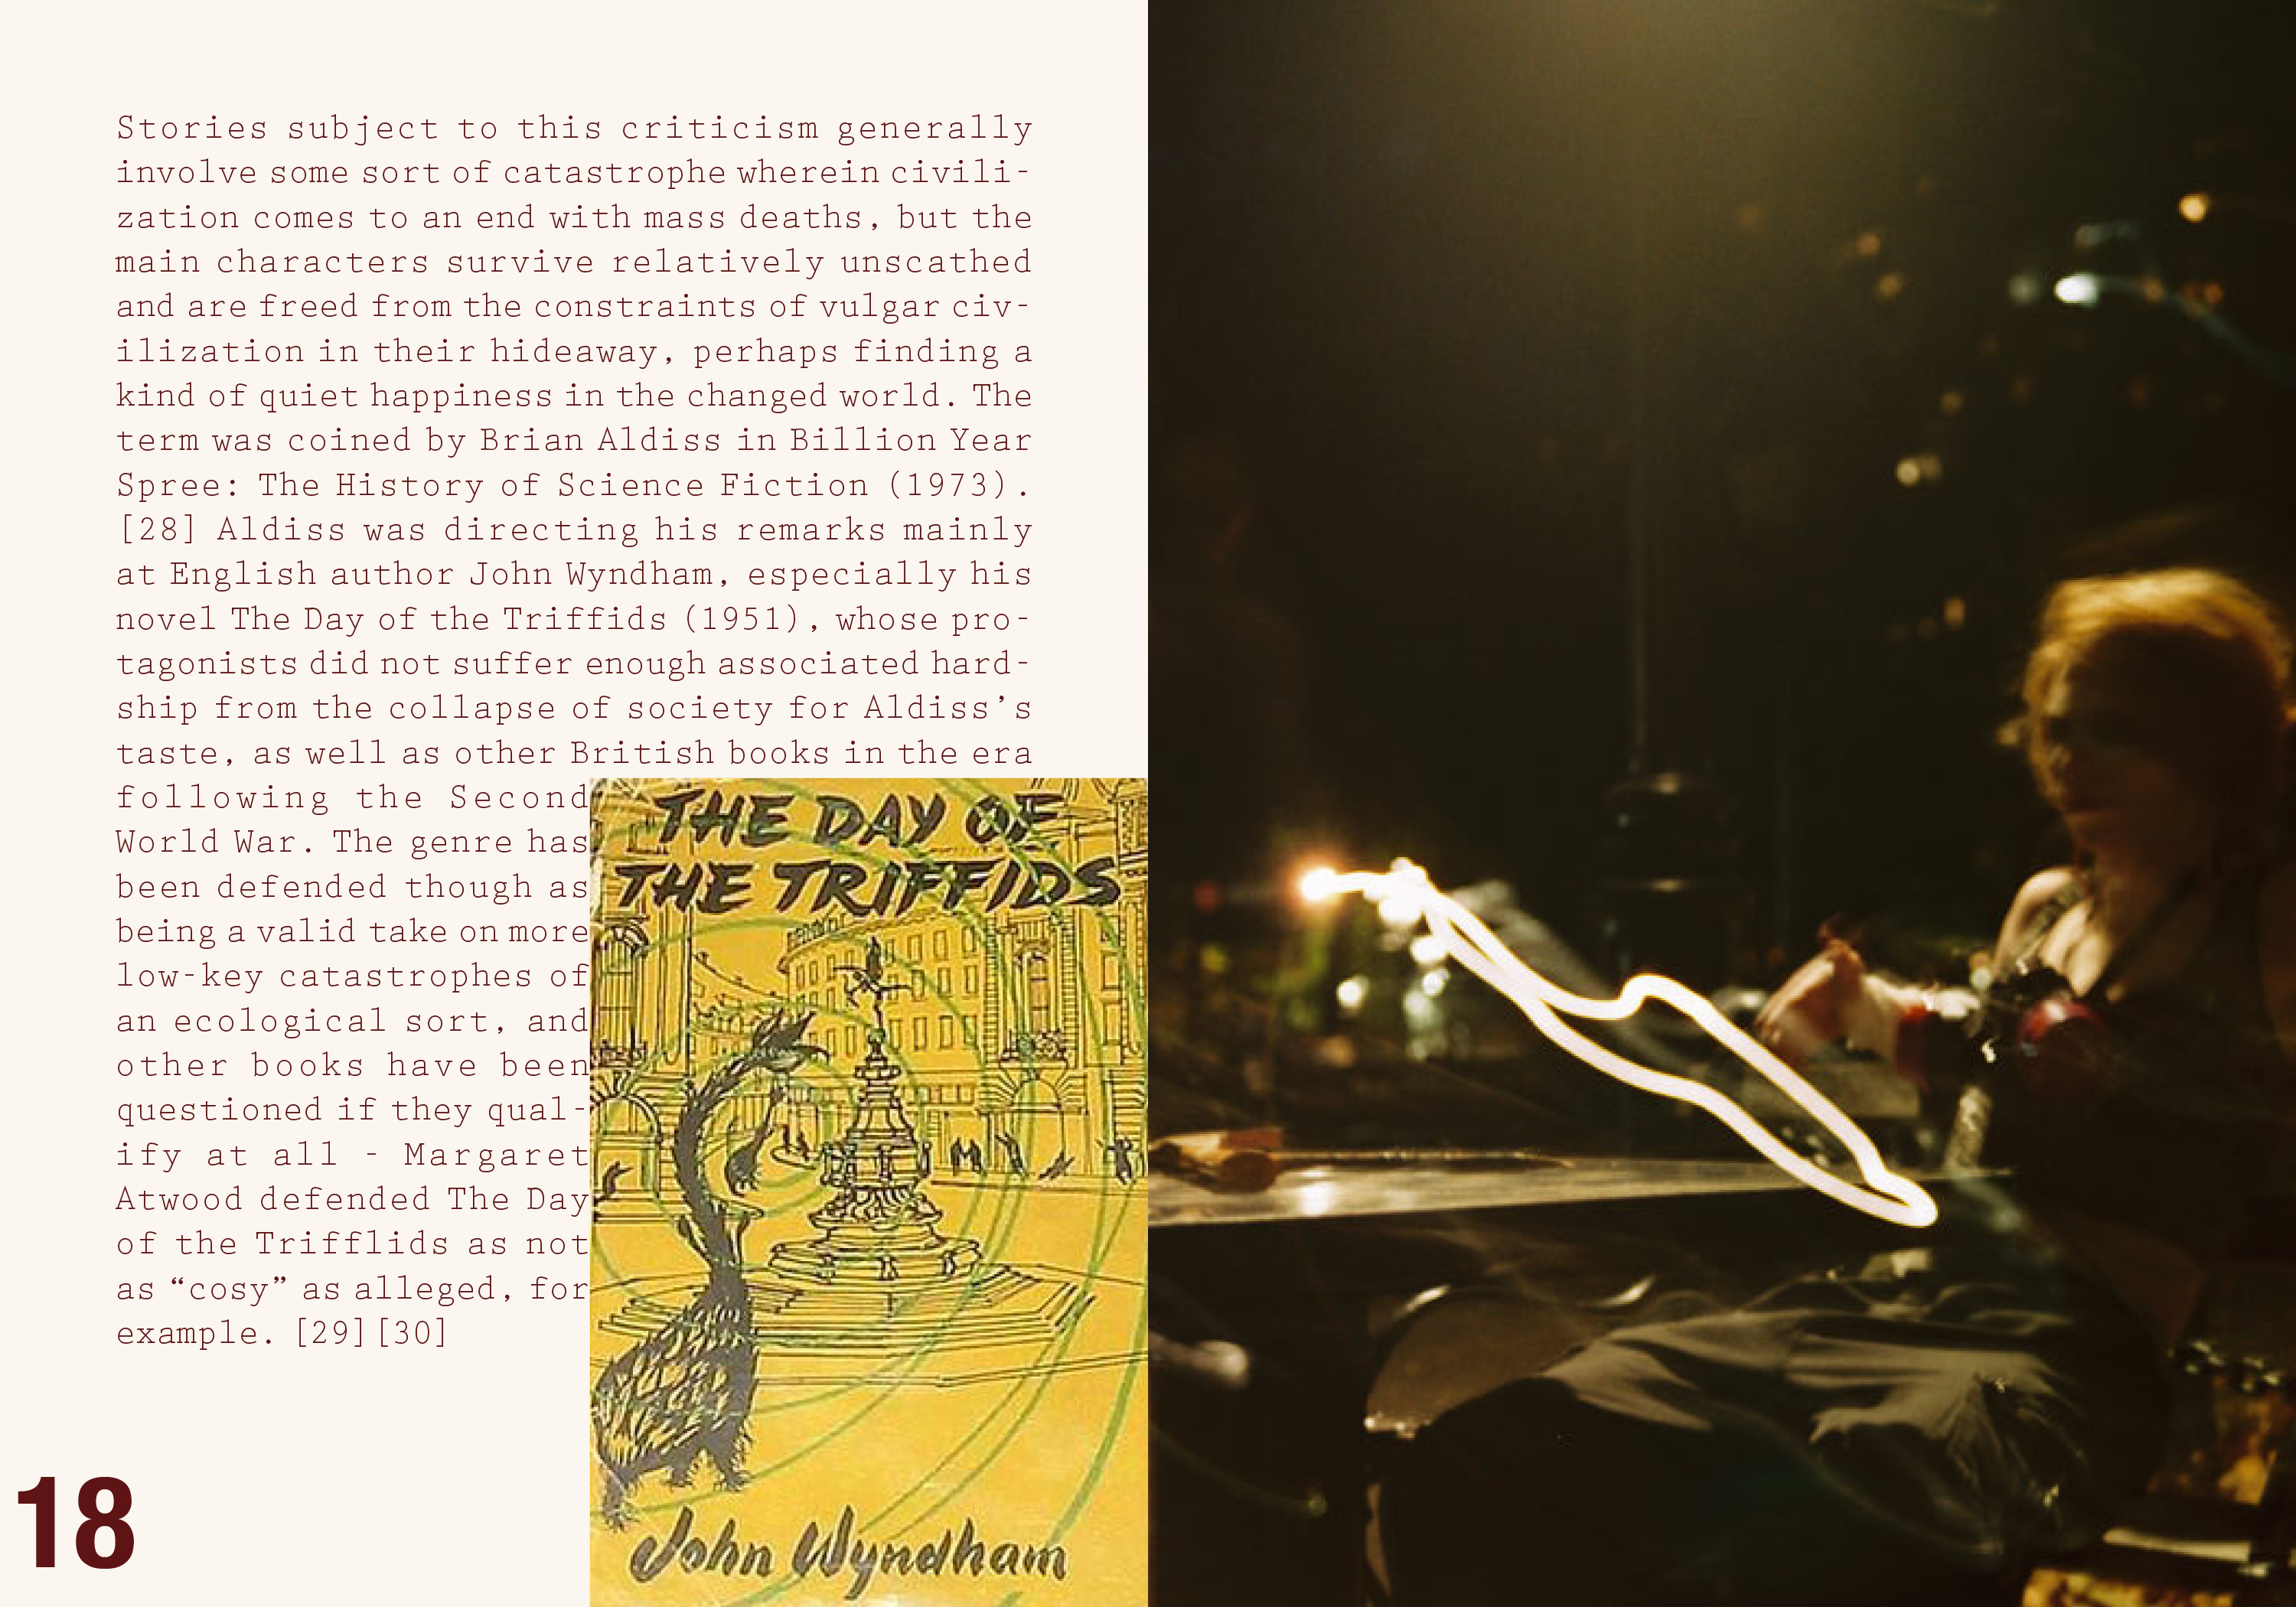 Stories subject to this criticism generally
involve some sort of catastrophe wherein civili-
zation comes to an end with mass deaths, but the
main characters survive relatively unscathed
and are freed from the constraints of vulgar civ-
ilization in their hideaway, perhaps finding a
kind of quiet happiness in the changed world. The
term was coined by Brian Aldiss in Billion Year
Spree: The History of Science Fiction (1973).
[28] Aldiss was directing his remarks mainly
at English author John Wyndham, especially his
novel The Day of the Triffids (1951), whose pro-
tagonists did not suffer enough associated hard-
ship from the collapse of society for Aldiss’s
taste, as well as other British books in the era
following the Second
World War. The genre has
been defended though as
being a valid take on more
low-key catastrophes of
an ecological sort, and
other books have been
questioned if they qual-
ify at all - Margaret
Atwood defended The Day
of the Trifflids as not
as “cosy” as alleged, for
example. [29][30]
THE DAY OF
THE TRIFFIDS
John Wyndham
18